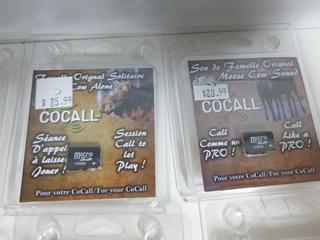 Femelle Orignal Solitaire
Cow Alone
$ 25.99
COCALL
Séance
D'appel
à laisser
Jouer !
Session
Call to
let
Play !
micro
Pour votre CoCall/For your CoCall
Son de Femelle Orignal
Moose Cow Sound
$20.99
COCALL
Call
Comme un
PRO !
Call
Like a
PRO !
micro
Pour votre CoCall/For your CoCall